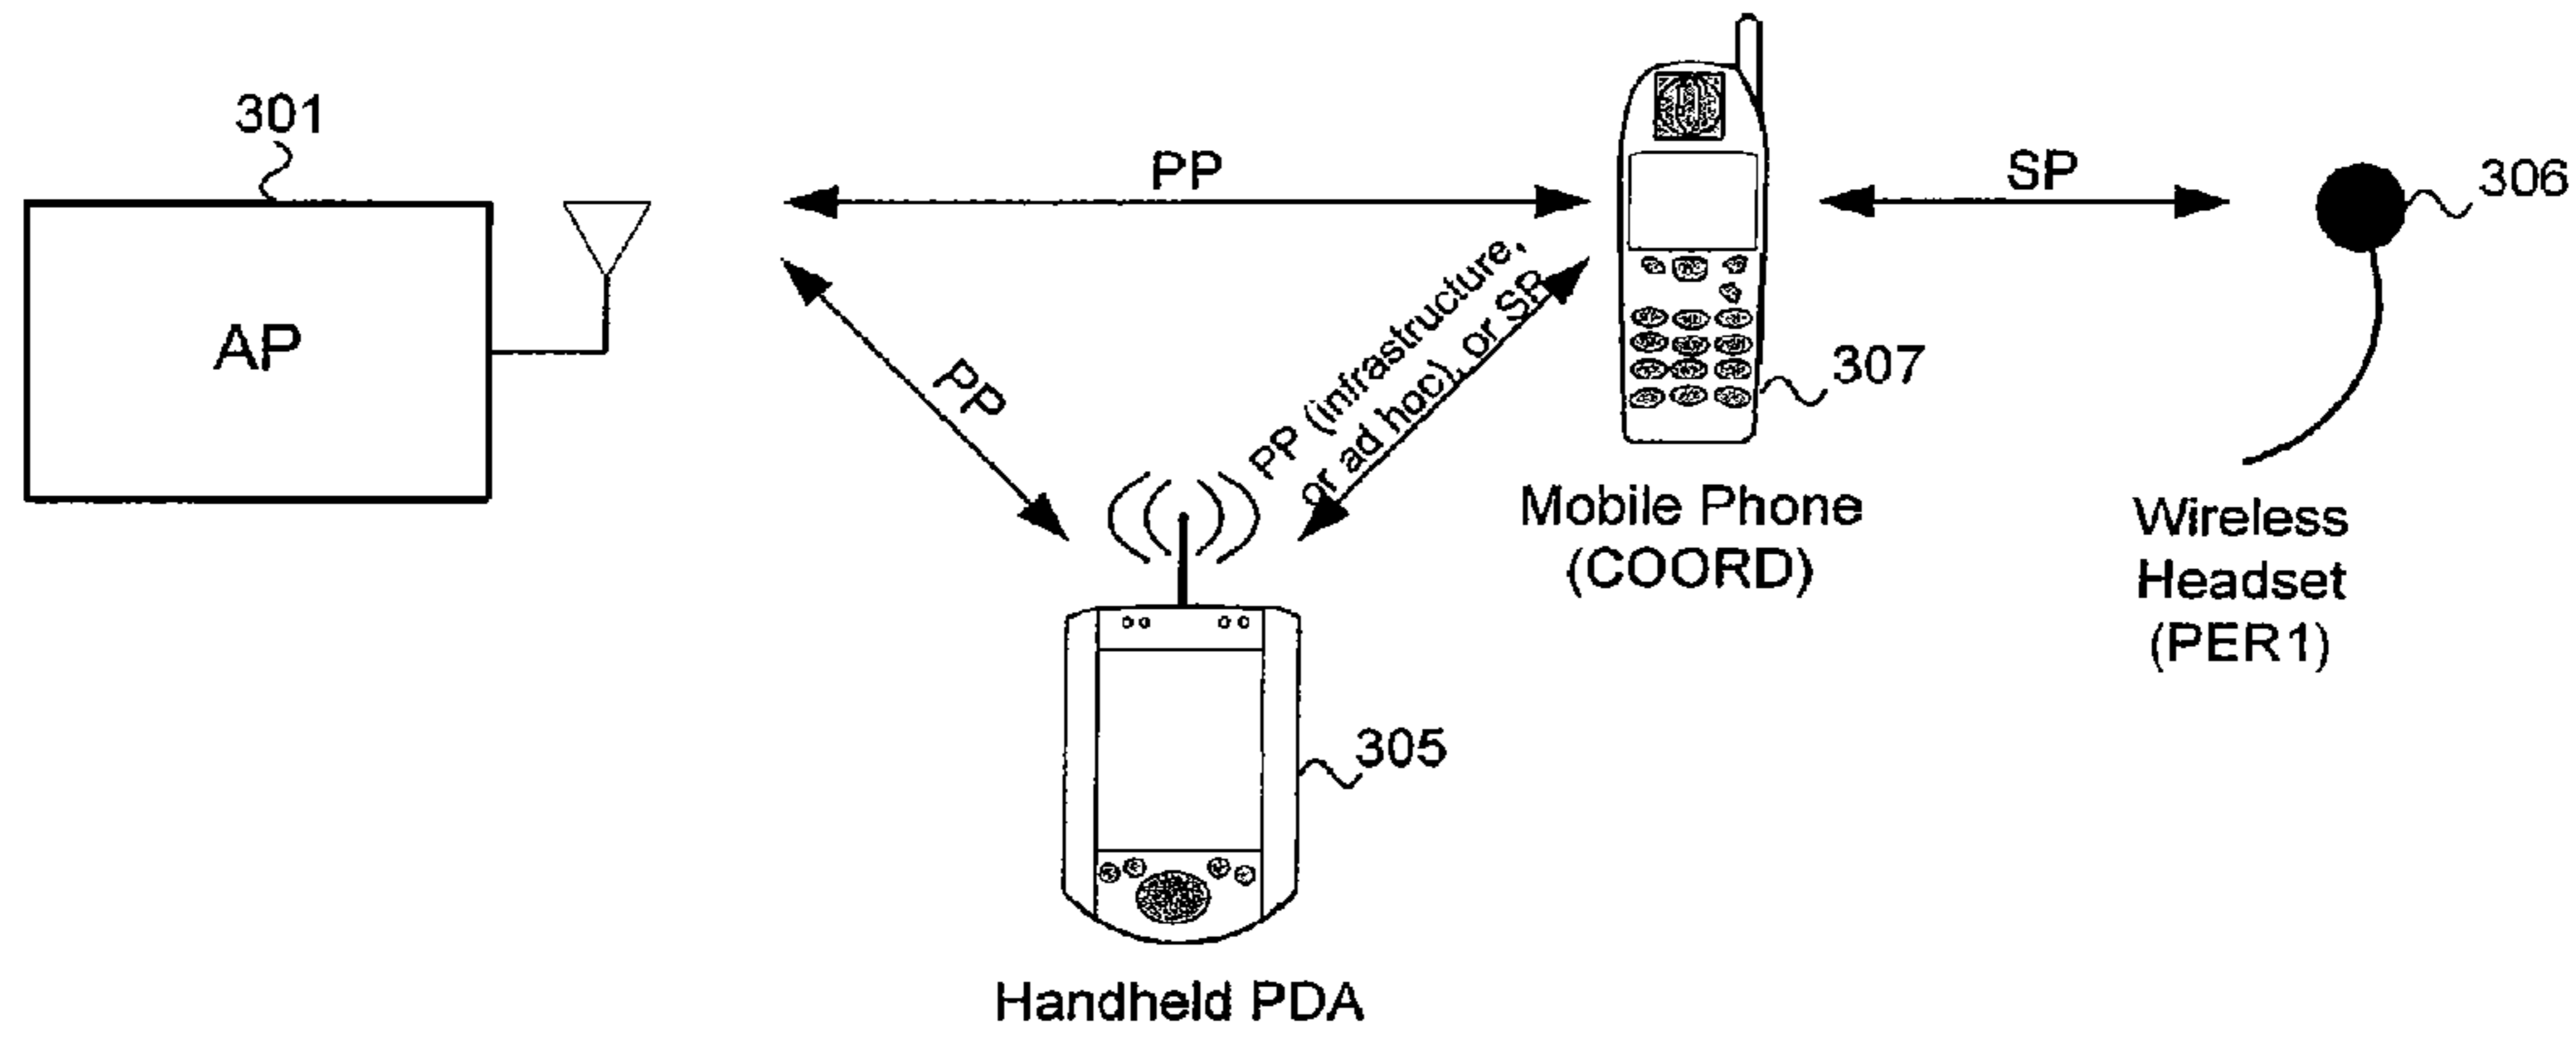 301
AP
PP
PP
PP (infrastructure,
or ad hoc), or SP
SP
306
307
Mobile Phone
(COORD)
Wireless
Headset
(PER1)
305
Handheld PDA